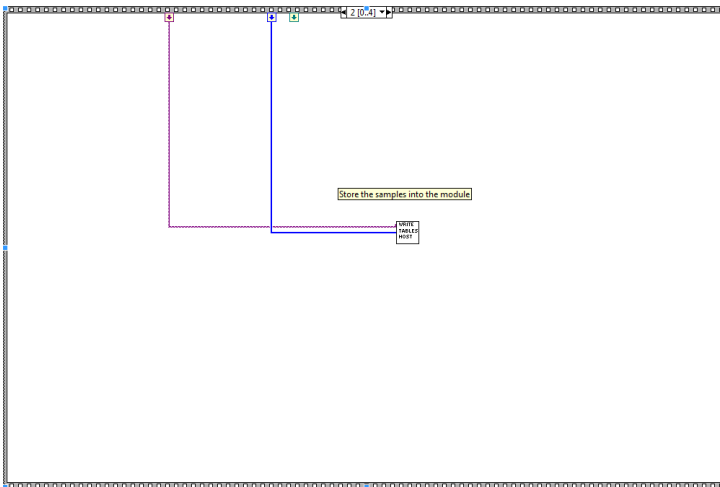 2 [0..4]
Store the samples into the module
WRITE
TABLES
HOST